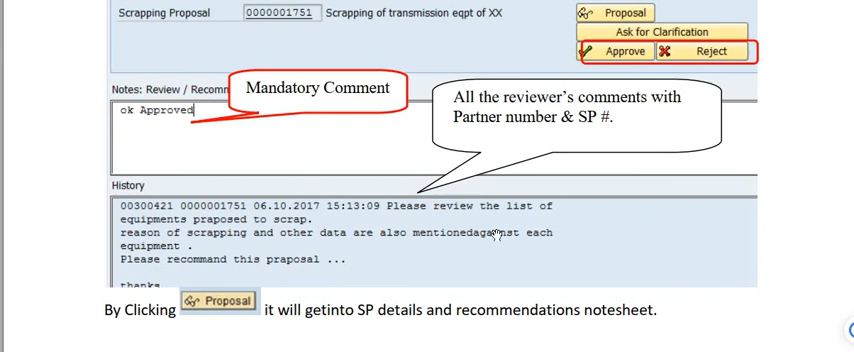 Scrapping Proposal 0000001751 Scrapping of transmission eqpt of XX
Proposal
Ask for Clarification
Approve Reject
Notes: Review / Recomm
Mandatory Comment
ok Approved
All the reviewer's comments with
Partner number & SP #.
History
00300421 0000001751 06.10.2017 15:13:09 Please review the list of
equipments praposed to scrap.
reason of scrapping and other data are also mentionedagainst each
equipment .
Please recommand this praposal ...
thanks
By Clicking Proposal it will getinto SP details and recommendations notesheet.